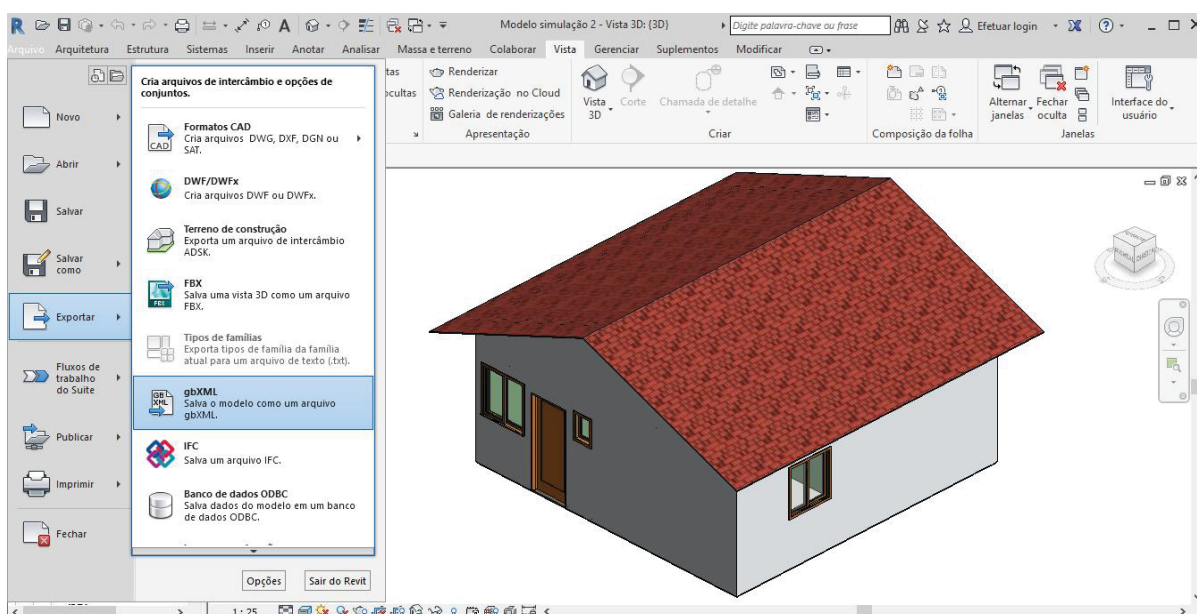 Modelo simulação 2 - Vista 3D: {3D}
Digite palavra-chave ou frase
Efetuar login
Arquivo Arquitetura Estrutura Sistemas Inserir Anotar Analisar Massa e terreno Colaborar Vista Gerenciar Suplementos Modificar
Novo
Abrir
Salvar
Salvar
como
Exportar
Fluxos de
trabalho
do Suite
Publicar
Imprimir
Fechar
Cria arquivos de intercâmbio e opções de
conjuntos.
CAD
Formatos CAD
Cria arquivos DWG, DXF, DGN ou
SAT.
DWF/DWFx
Cria arquivos DWF ou DWFx.
Terreno de construção
Exporta um arquivo de intercâmbio
ADSK.
FBX
FBX
Salva uma vista 3D como um arquivo
FBX.
Tipos de famílias
Exporta tipos de família da família
atual para um arquivo de texto (.txt).
GB
XML
gbXML
Salva o modelo como um arquivo
gbXML.
IFC
Salva um arquivo IFC.
Banco de dados ODBC
Salva dados do modelo em um banco
de dados ODBC.
Opções
Sair do Revit
tas
ocultas
Renderizar
Renderização no Cloud
Galeria de renderizações
Apresentação
Vista
3D
Corte
Chamada de detalhe
Criar
Composição da folha
Alternar
janelas
Fechar
oculta
Janelas
Interface do
usuário
1 : 25